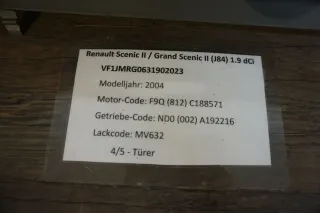 Renault Scenic II / Grand Scenic II (J84) 1.9 dCi
VF1JMRG0631902023
Modelljahr: 2004
Motor-Code: F9Q (812) C188571
Getriebe-Code: ND0 (002) A192216
Lackcode: MV632
4/5 - Türer